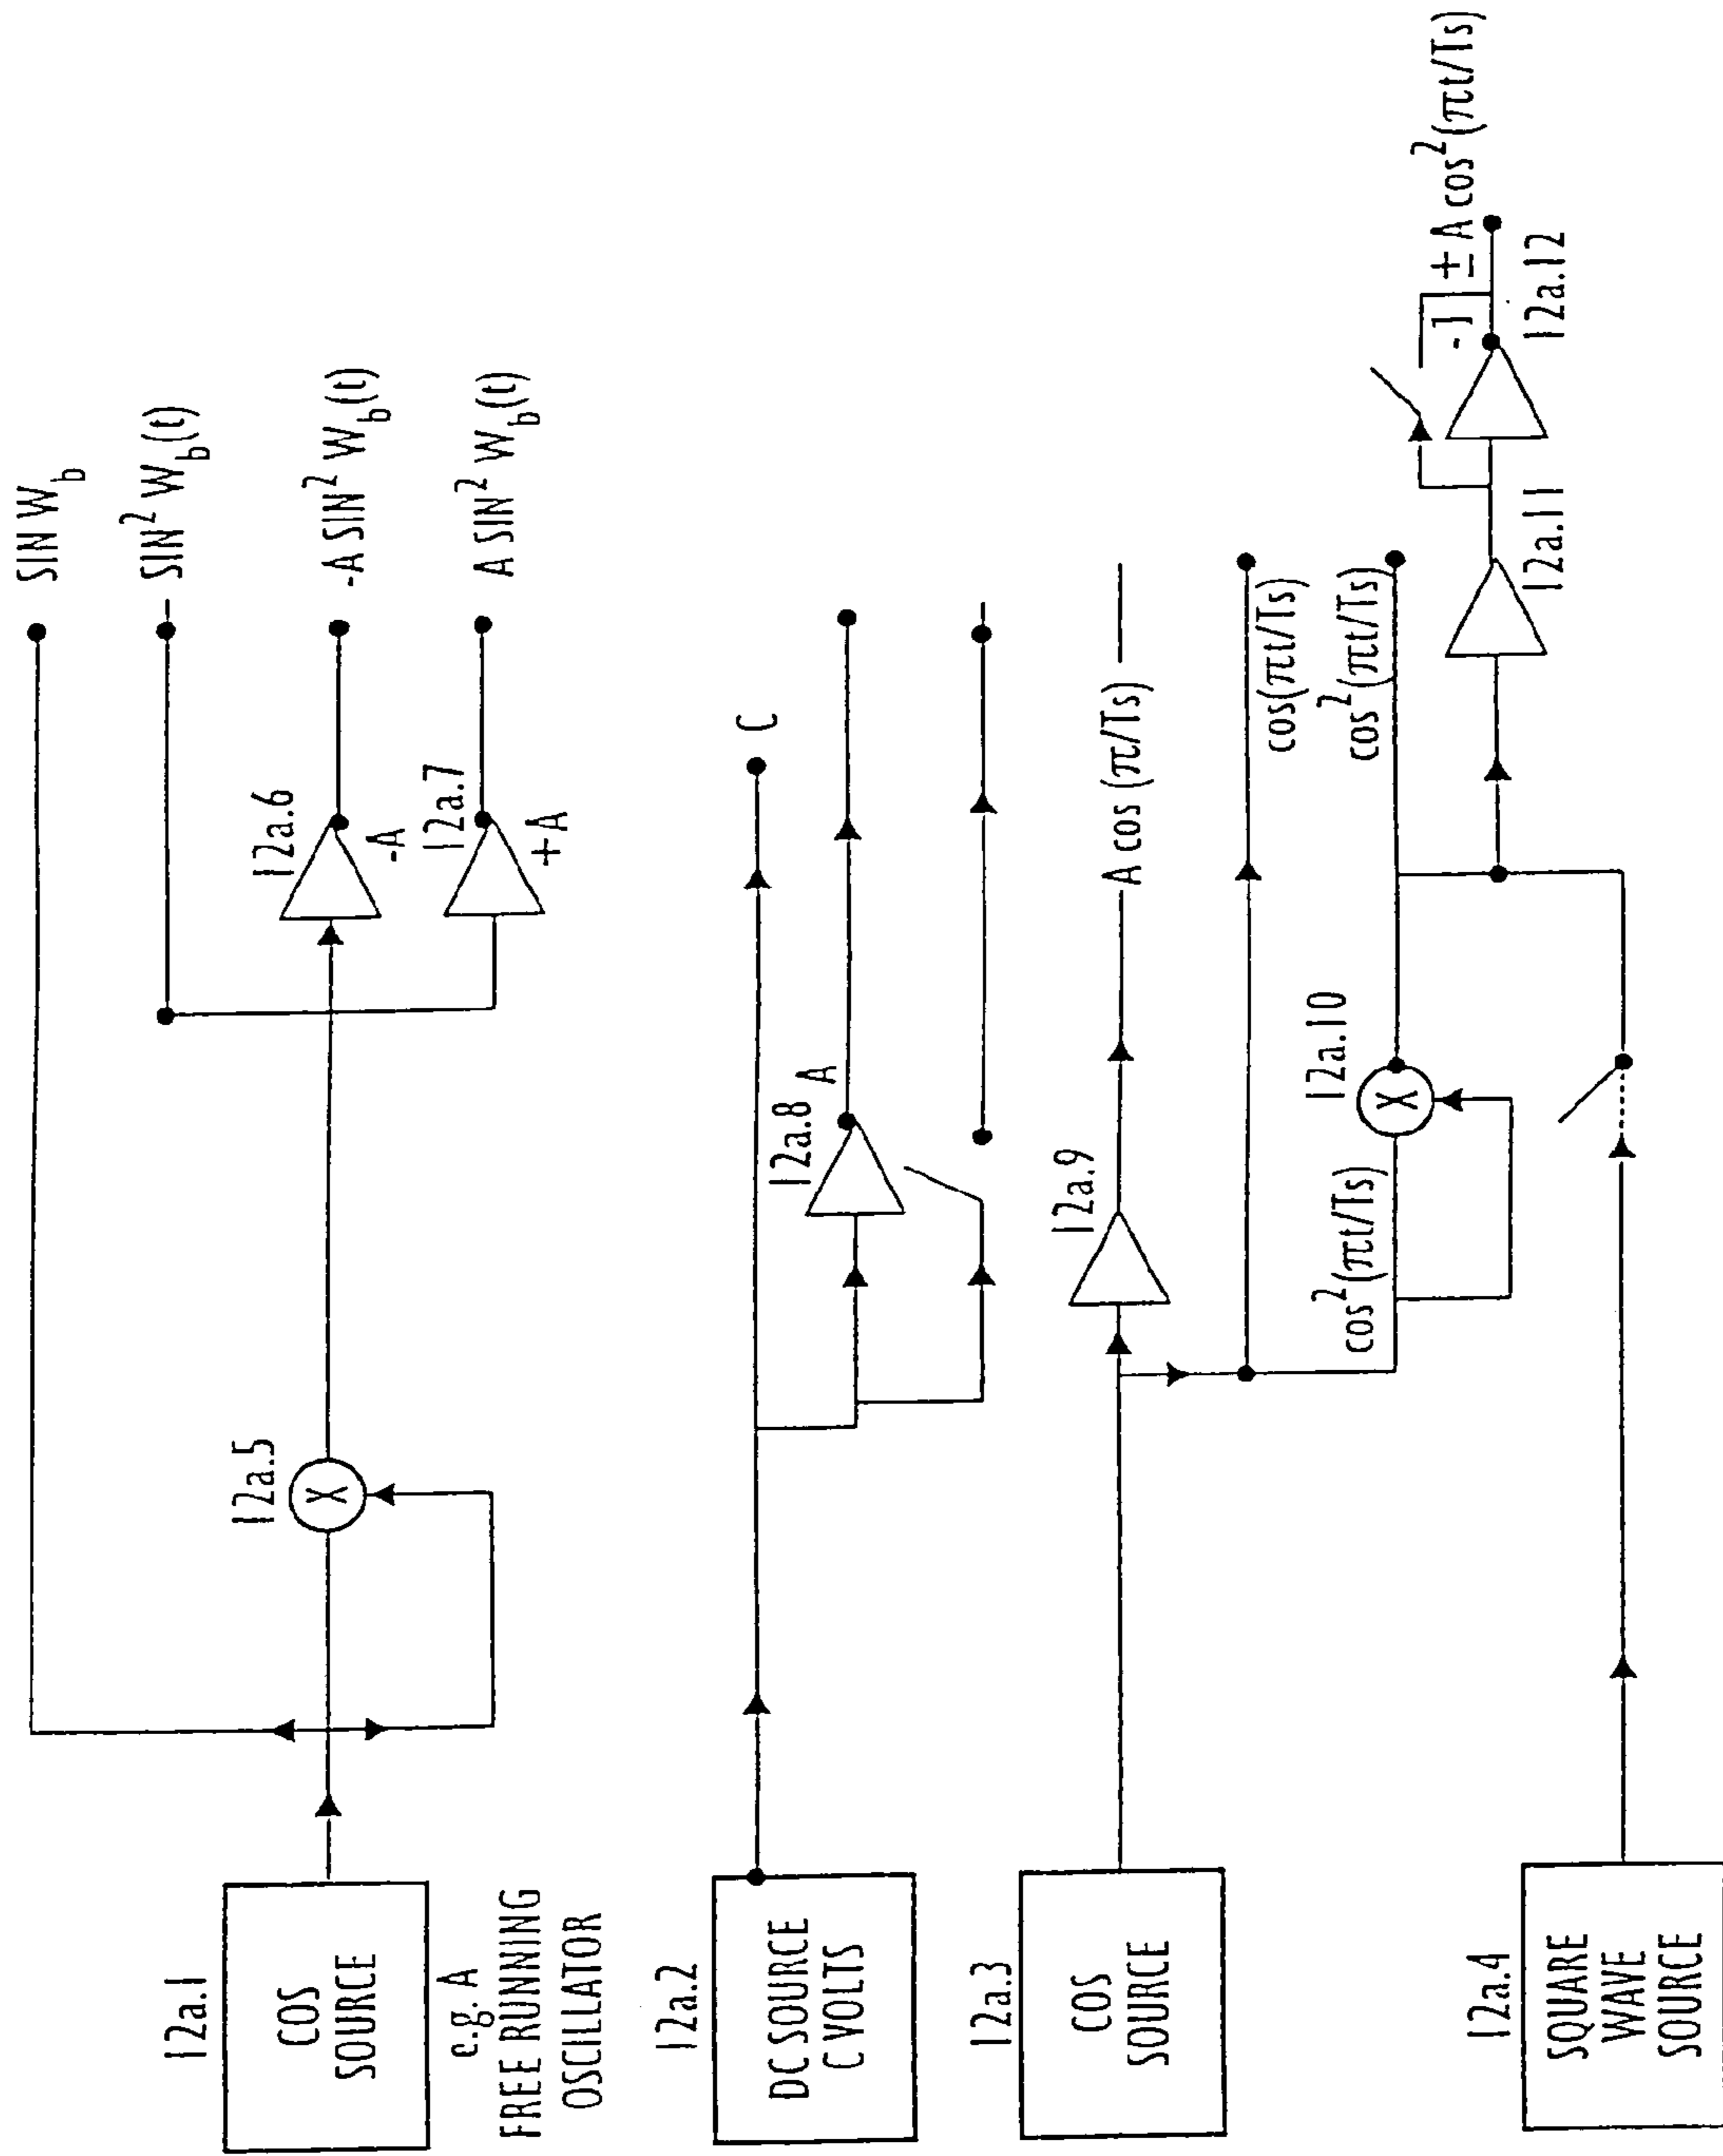 12a.1
COS
SOURCE
e.g. A
FREE RUNNING
OSCILLATOR
12a.5
X
SIN W_b
SIN² W_b(t)
12a.6
-A
-A SIN² W_b(t)
12a.7
+A
A SIN² W_b(t)
12a.2
DC SOURCE
C VOLTS
C
12a.8
A
12a.3
COS
SOURCE
12a.9
A cos (π/Ts)
cos(πt/Ts)
cos²(πt/Ts)
12a.10
X
cos²(πt/Ts)
12a.4
SQUARE
WAVE
SOURCE
12a.11
-1
± A cos²(πt/Ts)
12a.12